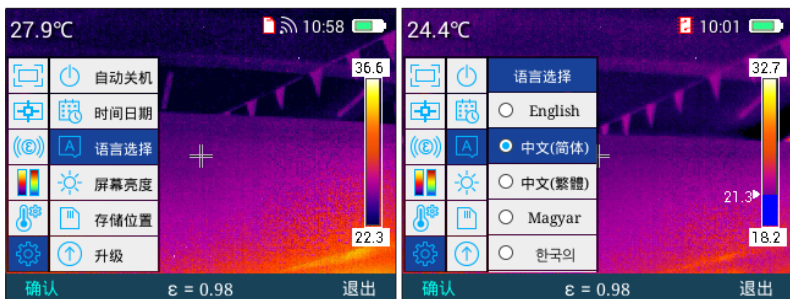 27.9℃ 10:58
36.6
自动关机
时间日期
语言选择
屏幕亮度
存储位置
升级
22.3
确认 ε = 0.98 退出
24.4℃ 10:01
32.7
语言选择
English
中文(简体)
中文(繁體)
Magyar
한국의
21.3
18.2
确认 ε = 0.98 退出